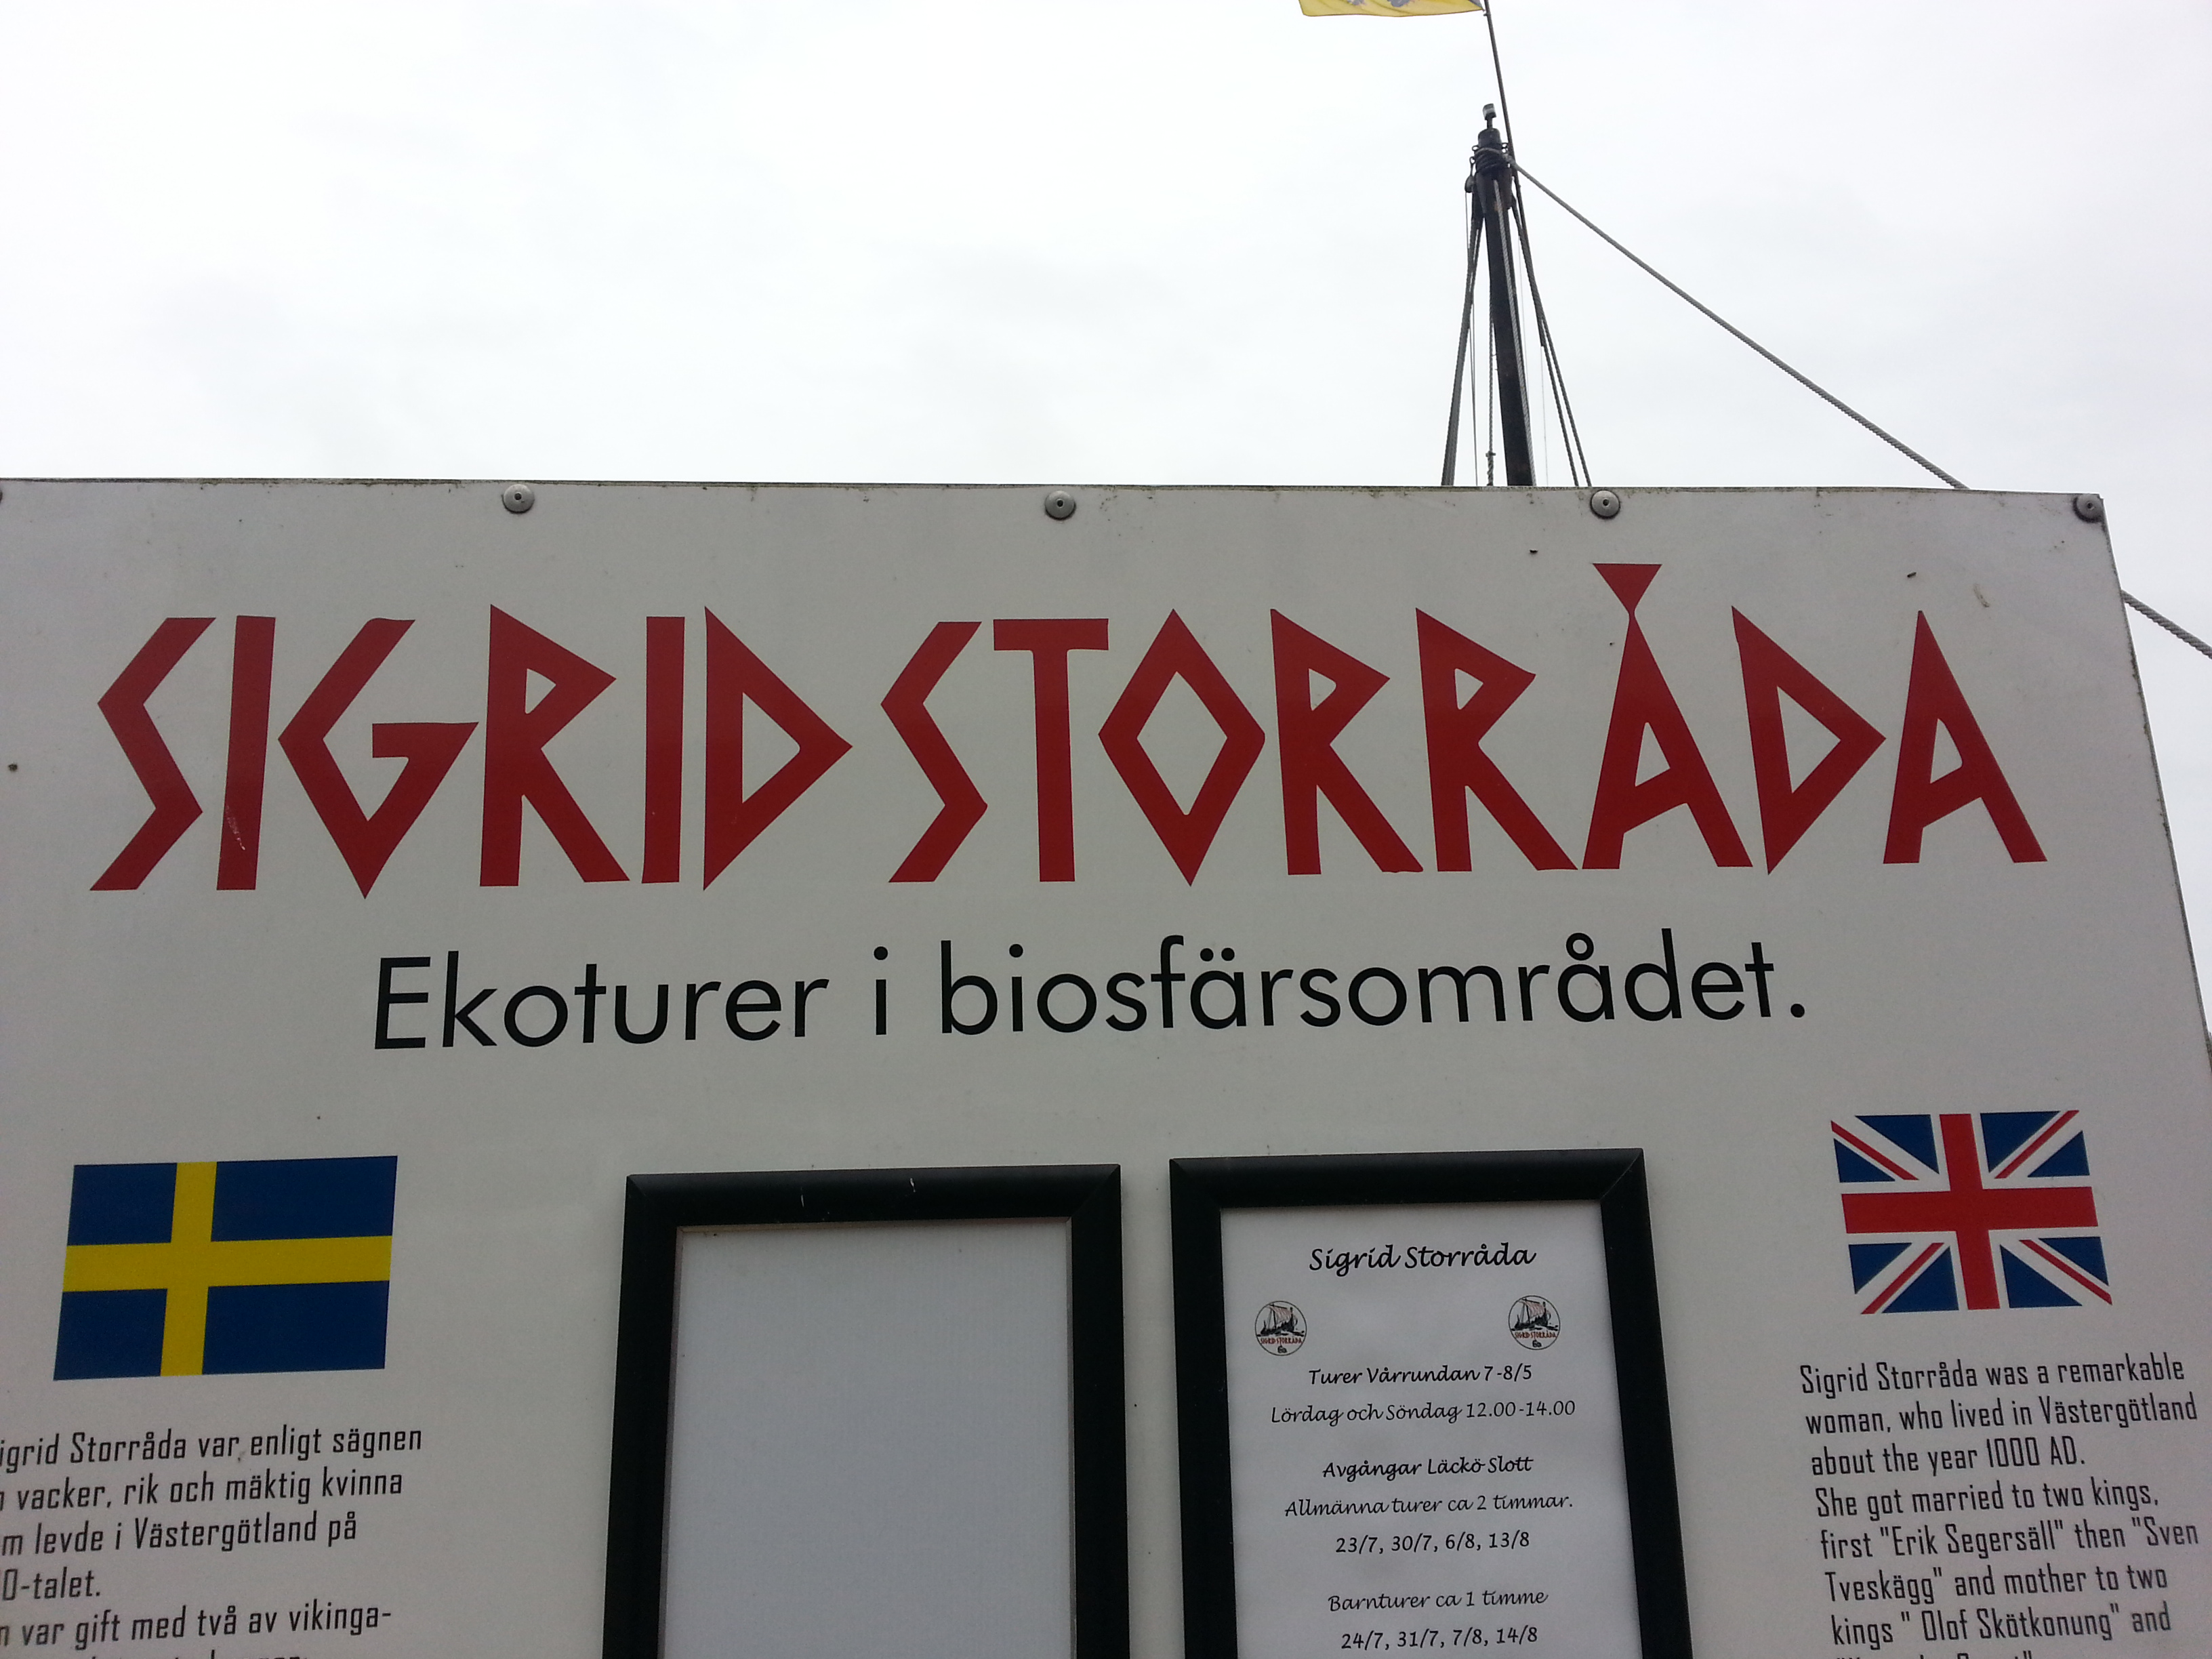 SIGRID STORRÅDA
Ekoturer i biosfärsområdet.
igrid Storråda var enligt sägnen
vacker, rik och mäktig kvinna
m levde i Västergötland på
0-talet.
n var gift med två av vikinga-
Sigrid Storråda
SIGRID STORRÅDA
SIGRID STORRÅDA
Turer Vårrundan 7-8/5
Lördag och Söndag 12.00-14.00
Avgångar Läckö Slott
Allmänna turer ca 2 timmar.
23/7, 30/7, 6/8, 13/8
Barnturer ca 1 timme
24/7, 31/7, 7/8, 14/8
Sigrid Storråda was a remarkable
woman, who lived in Västergötland
about the year 1000 AD.
She got married to two kings,
first "Erik Segersäll" then "Sven
Tveskägg" and mother to two
kings " Olof Skötkonung" and